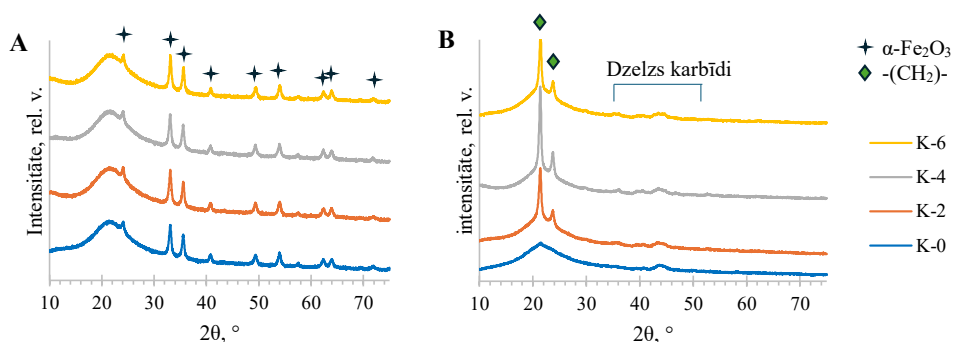 A
Intensitāte, rel. v.
10 20 30 40 50 60 70
2θ, °
B
Dzelzs karbīdi
intensitāte, rel. v.
10 20 30 40 50 60 70
2θ, °
α-Fe₂O₃
-(CH2)-
K-6
K-4
K-2
K-0